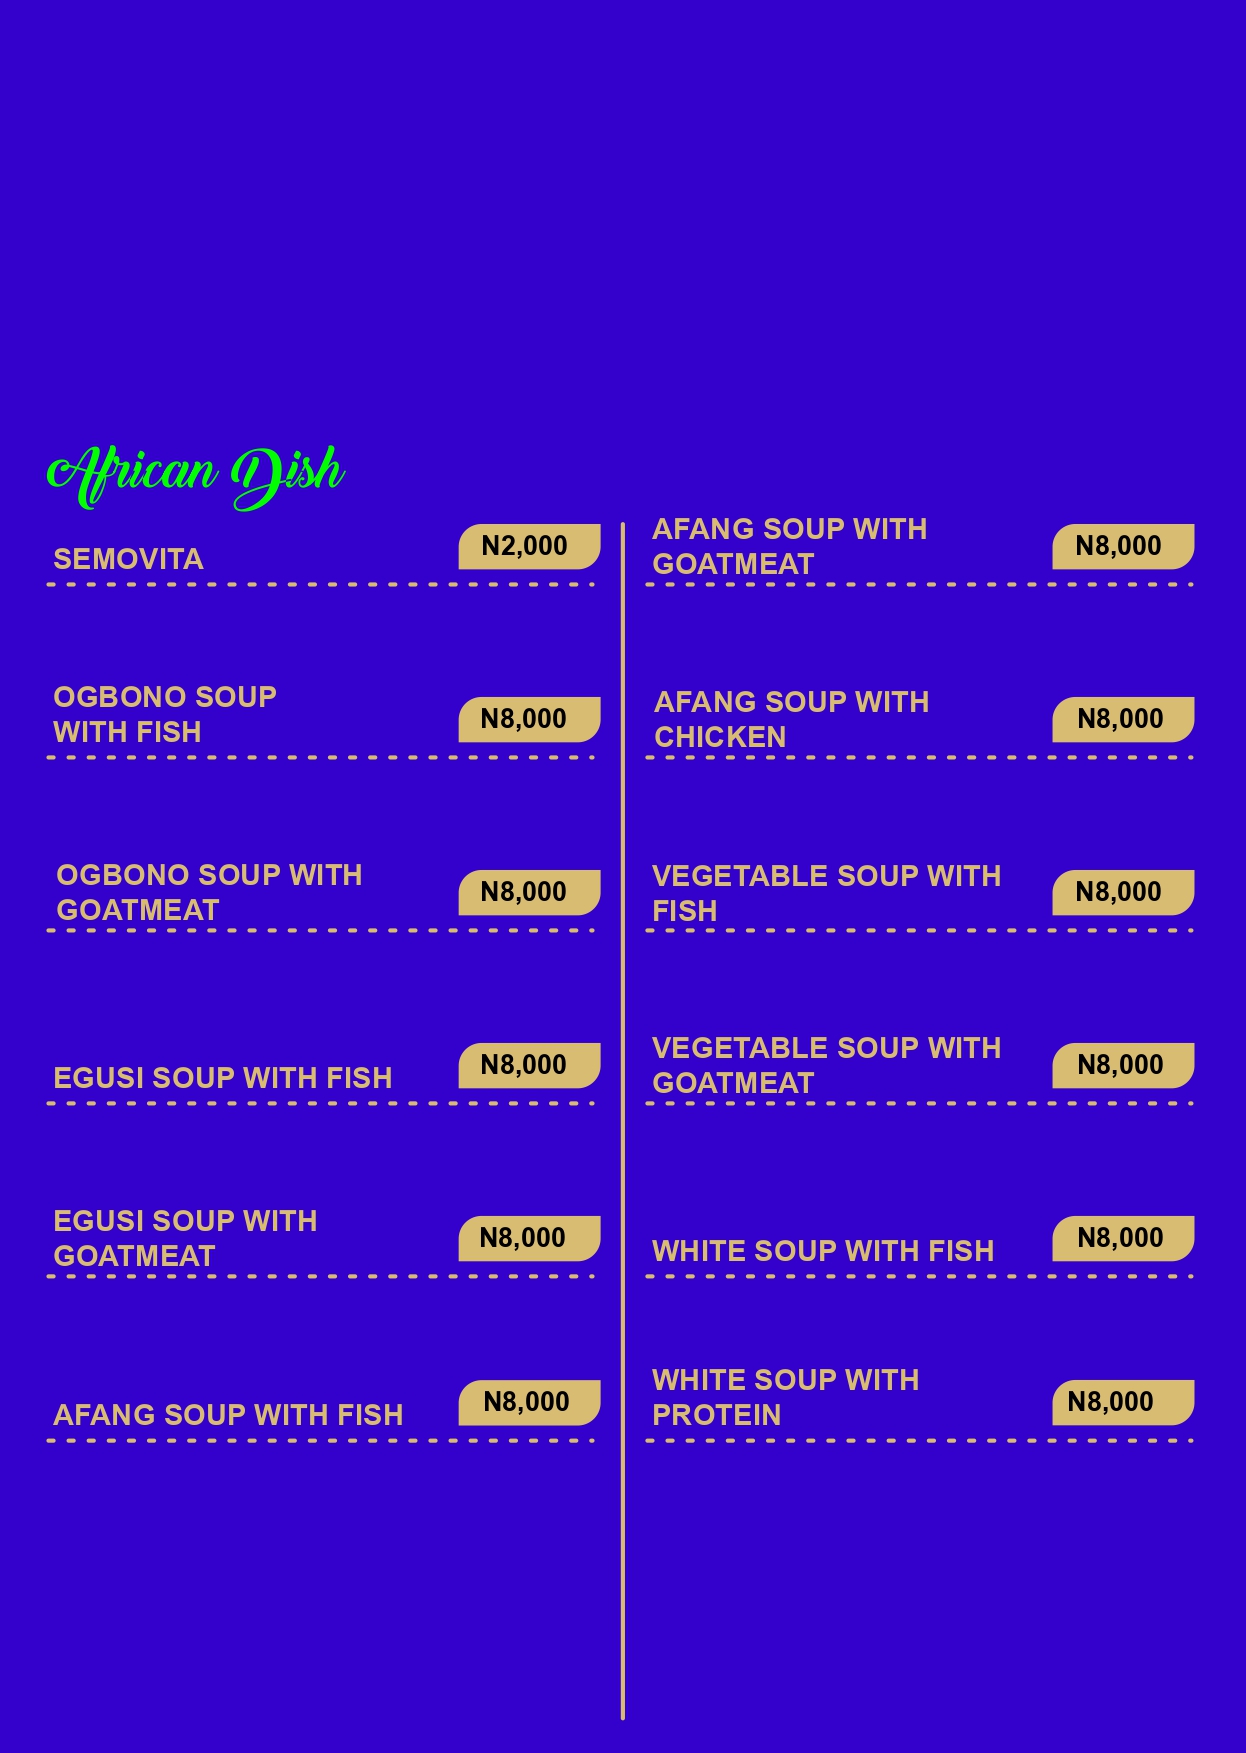 African Dish
SEMOVITA
N2,000
OGBONO SOUP
WITH FISH
N8,000
OGBONO SOUP WITH
GOATMEAT
N8,000
EGUSI SOUP WITH FISH
N8,000
EGUSI SOUP WITH
GOATMEAT
N8,000
AFANG SOUP WITH FISH
N8,000
AFANG SOUP WITH
GOATMEAT
N8,000
AFANG SOUP WITH
CHICKEN
N8,000
VEGETABLE SOUP WITH
FISH
N8,000
VEGETABLE SOUP WITH
GOATMEAT
N8,000
WHITE SOUP WITH FISH
N8,000
WHITE SOUP WITH
PROTEIN
N8,000